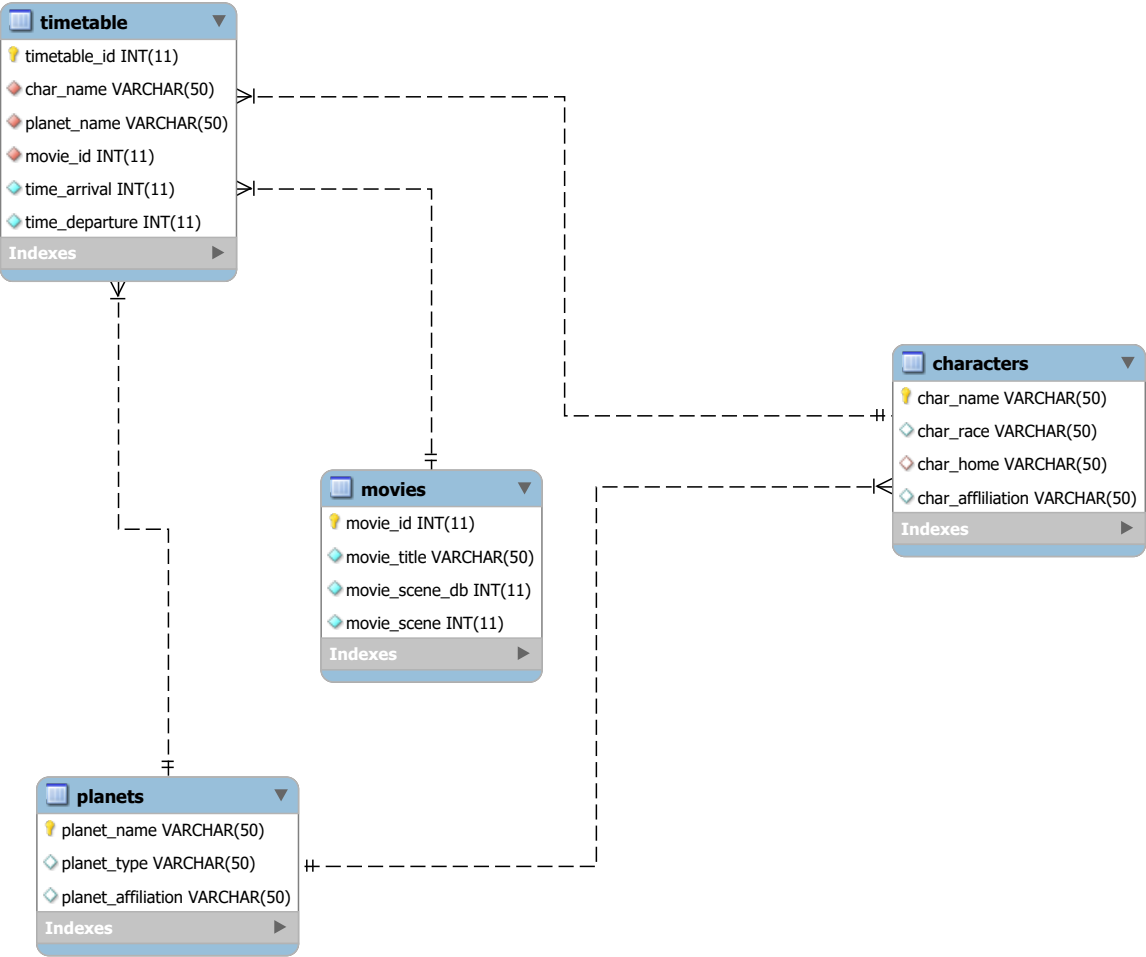 timetable
timetable_id INT(11)
char_name VARCHAR(50)
planet_name VARCHAR(50)
movie_id INT(11)
time_arrival INT(11)
time_departure INT(11)
Indexes
characters
char_name VARCHAR(50)
char_race VARCHAR(50)
char_home VARCHAR(50)
char_affliliation VARCHAR(50)
Indexes
movies
movie_id INT(11)
movie_title VARCHAR(50)
movie_scene_db INT(11)
movie_scene INT(11)
Indexes
planets
planet_name VARCHAR(50)
planet_type VARCHAR(50)
planet_affiliation VARCHAR(50)
Indexes